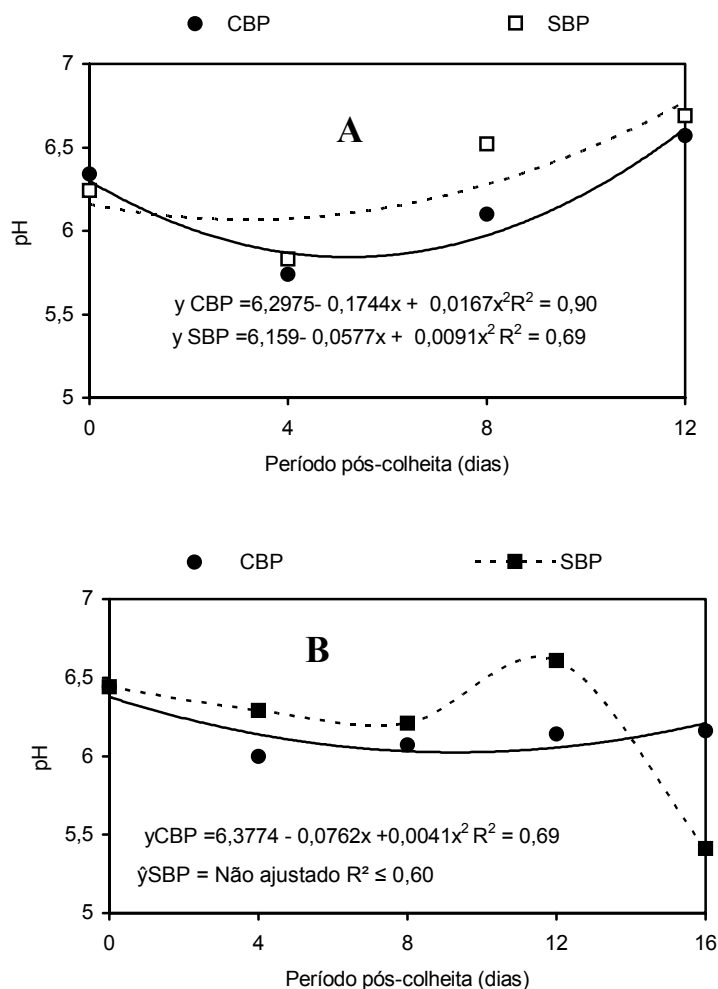 CBP SBP
7
6,5
6
5,5
5
pH
A
y CBP =6,2975- 0,1744x + 0,0167x² R² = 0,90
y SBP =6,159- 0,0577x + 0,0091x² R² = 0,69
0 4 8 12
Período pós-colheita (dias)
CBP SBP
7
6,5
6
5,5
5
pH
B
yCBP=6,3774 - 0,0762x +0,0041x² R² = 0,69
ŷSBP = Não ajustado R² ≤ 0,60
0 4 8 12 16
Período pós-colheita (dias)